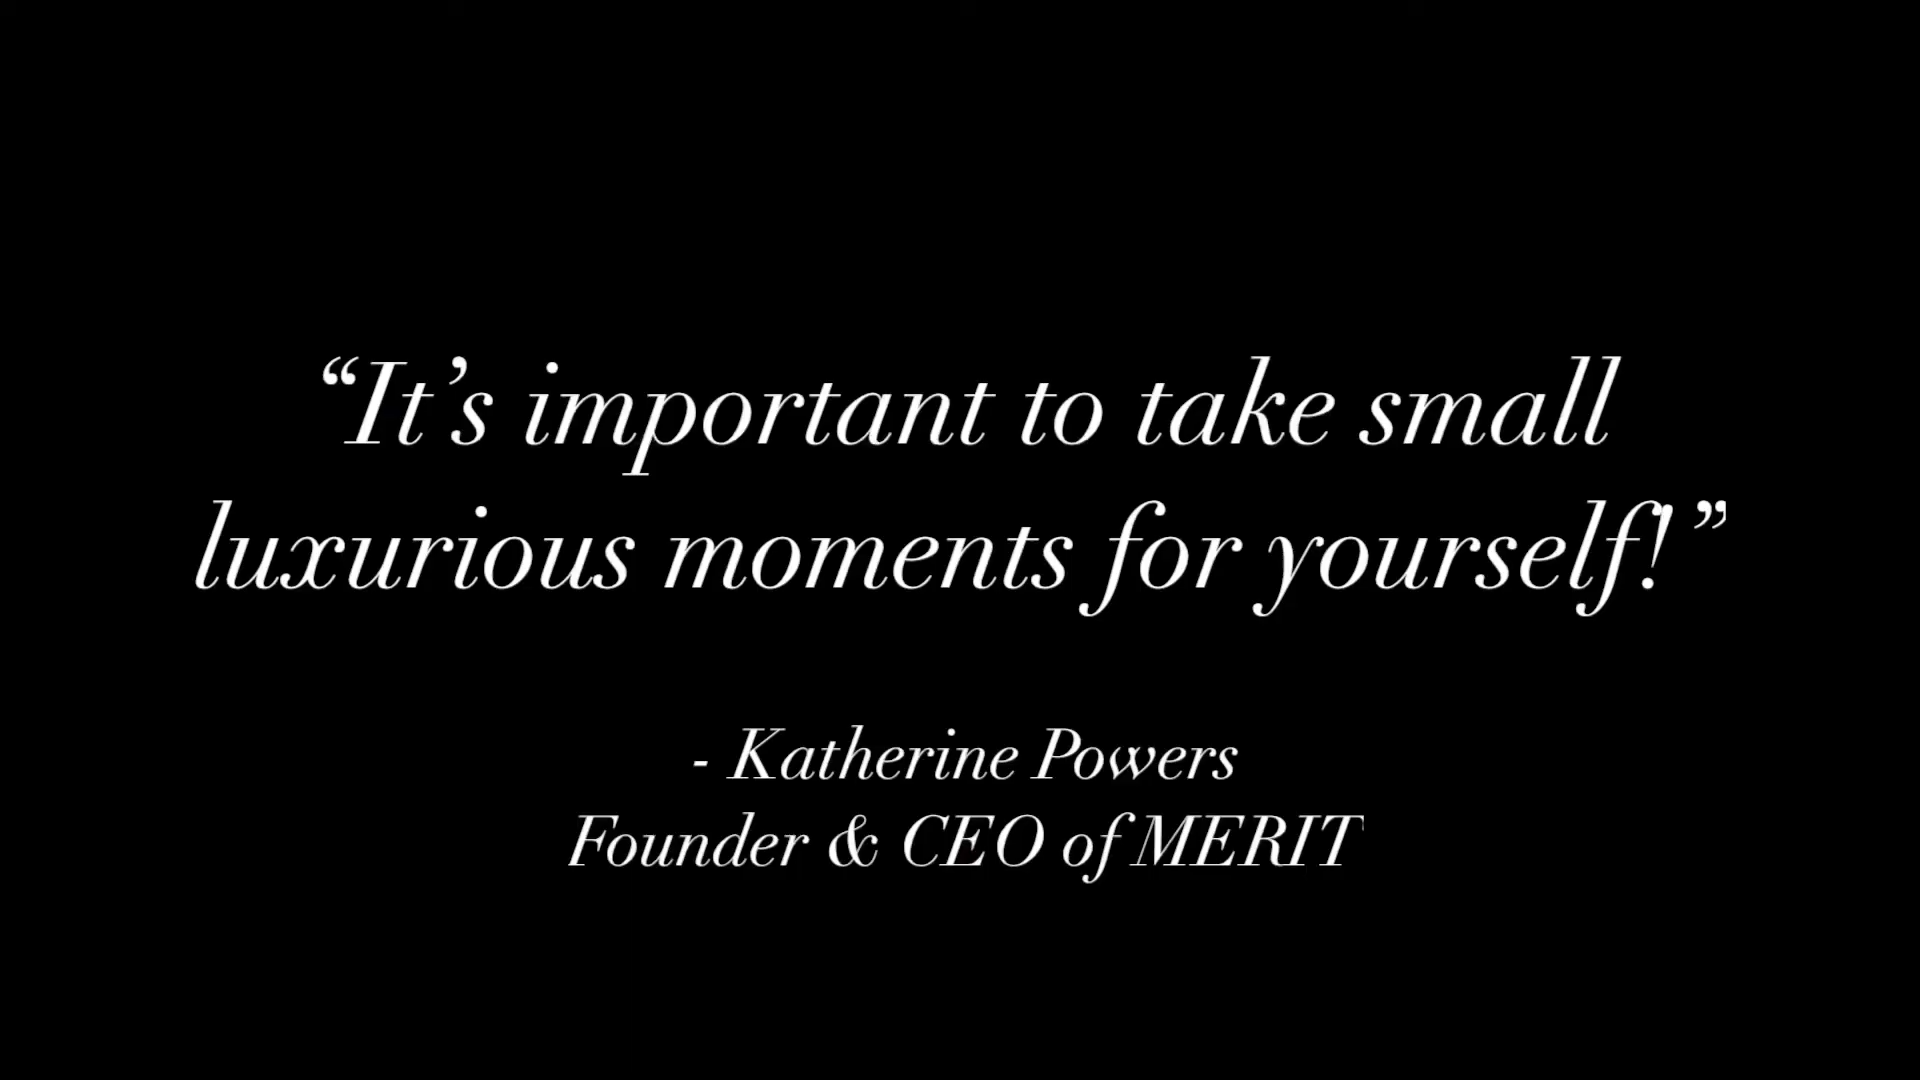 “It’s important to take small
luxurious moments for yourself!”
- Katherine Powers
Founder & CEO of MERIT